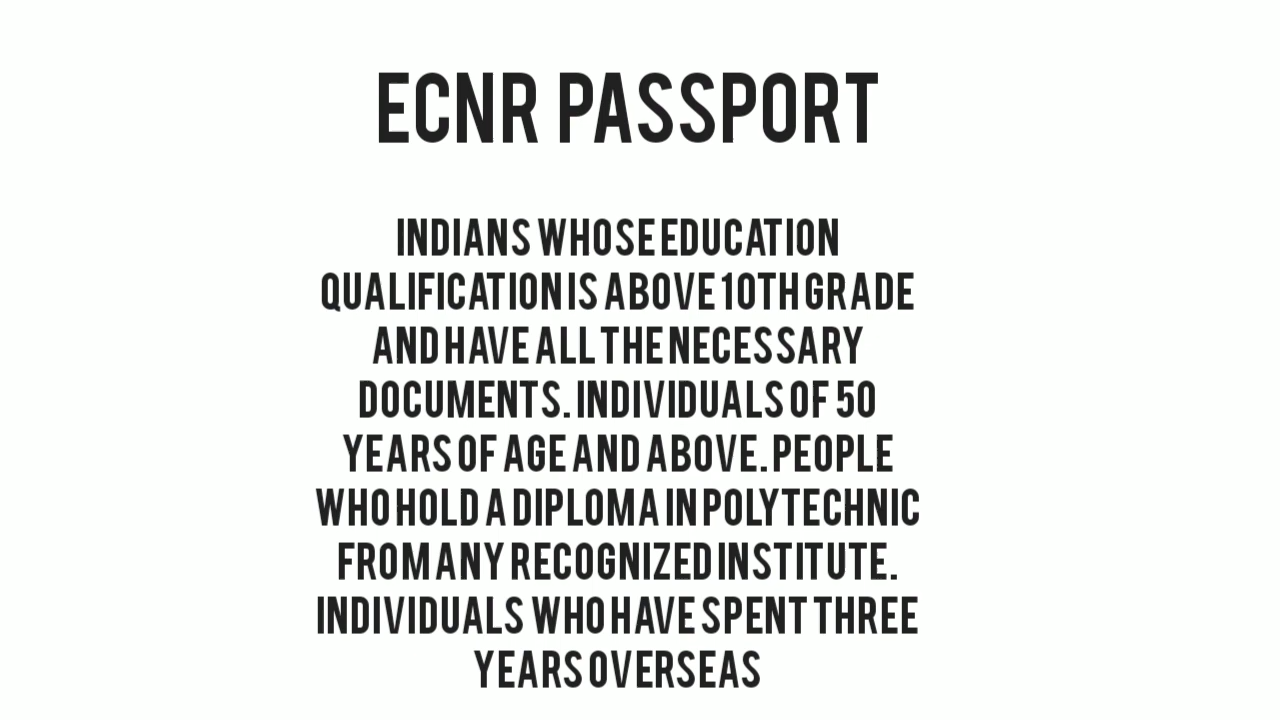 ECNR PASSPORT
INDIANS WHOSE EDUCATION
QUALIFICATION IS ABOVE 10TH GRADE
AND HAVE ALL THE NECESSARY
DOCUMENTS. INDIVIDUALS OF 50
YEARS OF AGE AND ABOVE. PEOPLE
WHO HOLD A DIPLOMA IN POLYTECHNIC
FROM ANY RECOGNIZED INSTITUTE.
INDIVIDUALS WHO HAVE SPENT THREE
YEARS OVERSEAS